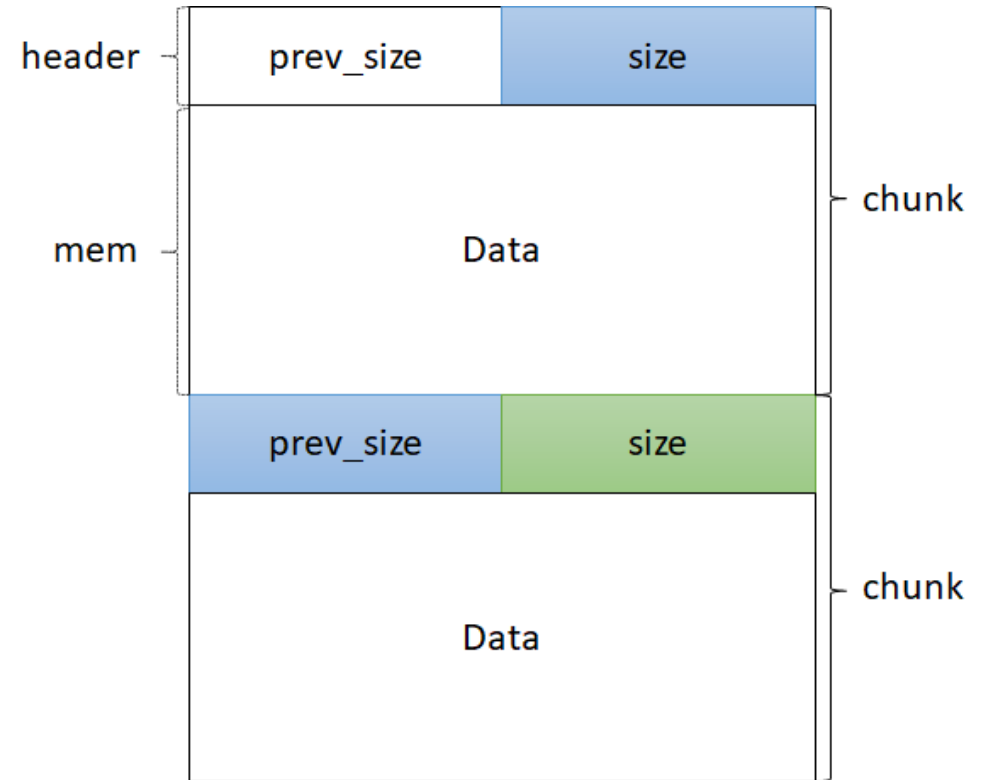 header
prev_size
size
chunk
mem
Data
prev_size
size
chunk
Data